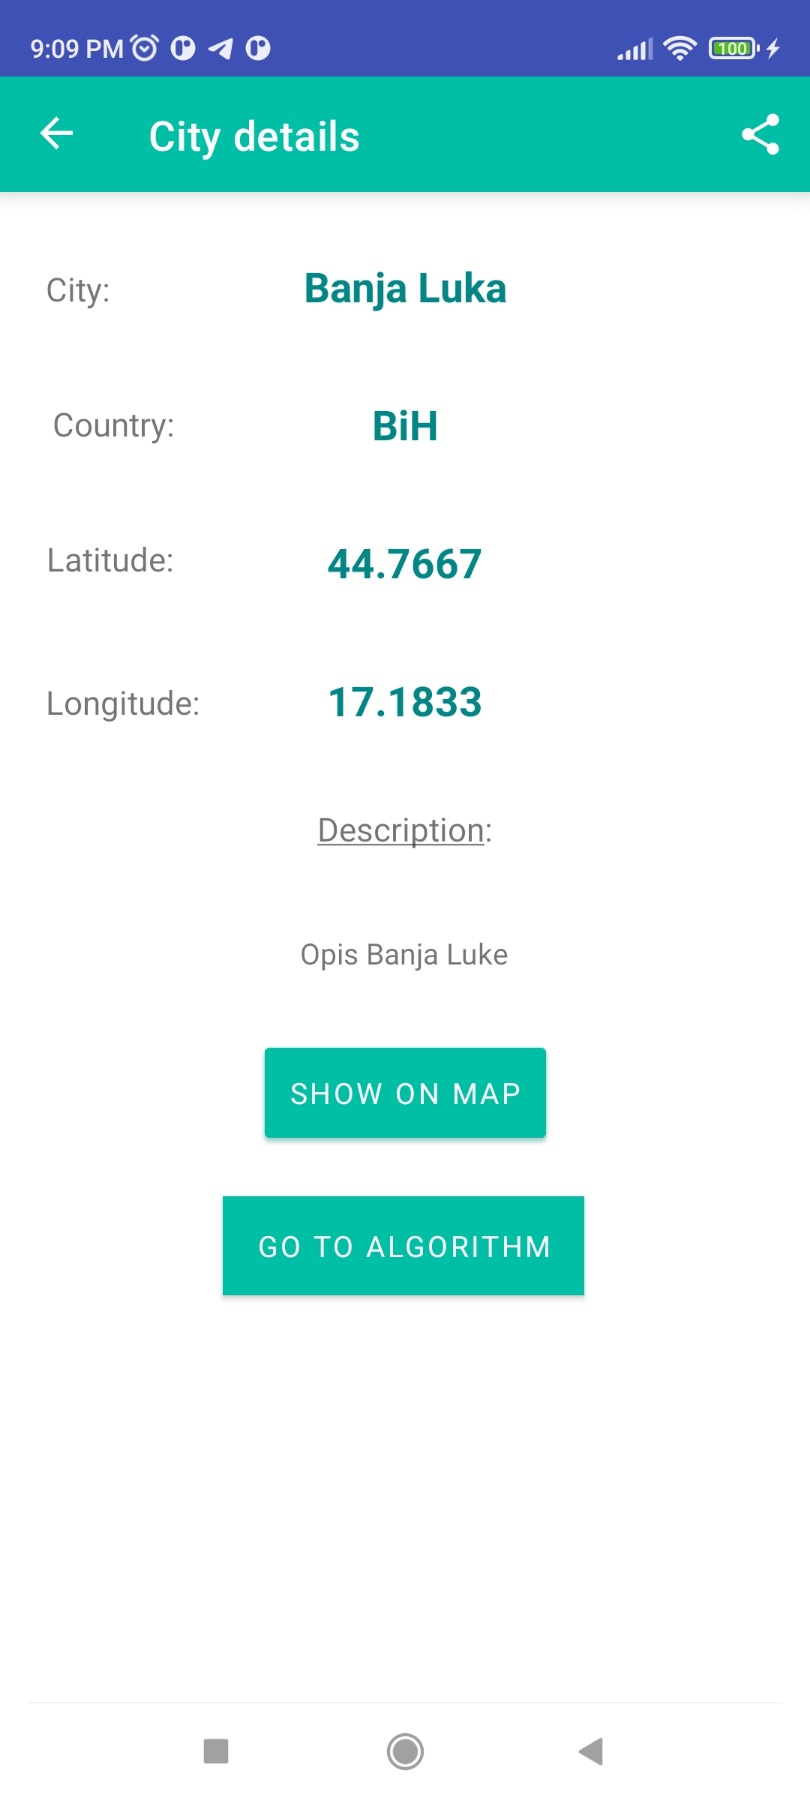 9:09 PM
100
City details
City: Banja Luka
Country: BiH
Latitude: 44.7667
Longitude: 17.1833
Description:
Opis Banja Luke
SHOW ON MAP
GO TO ALGORITHM